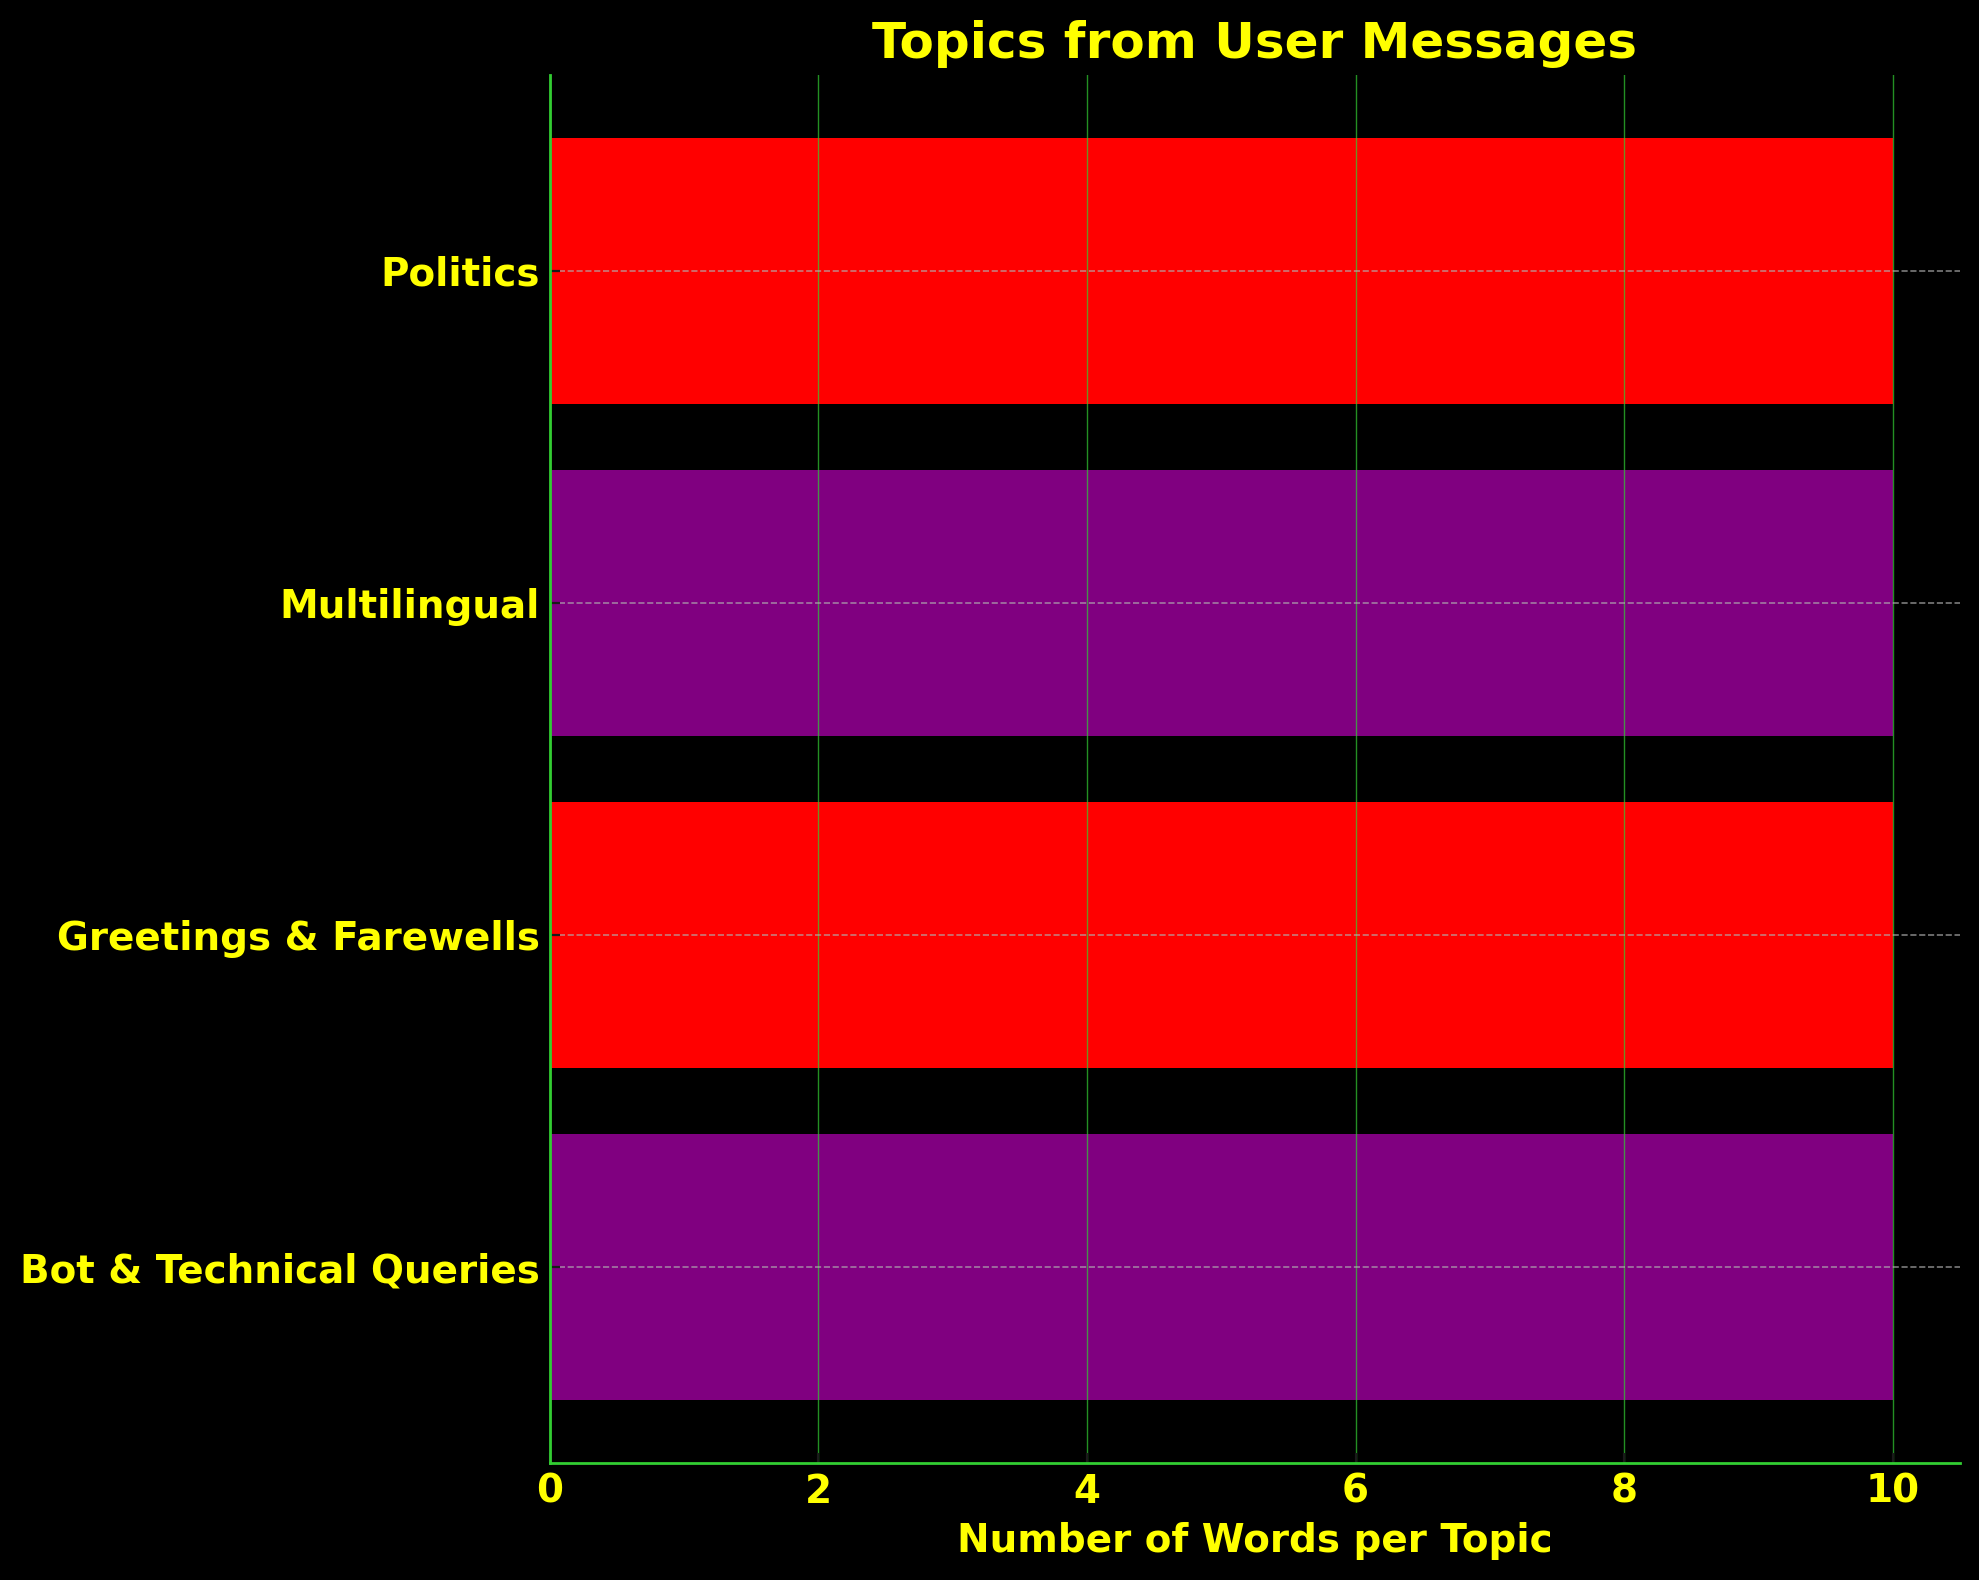 Topics from User Messages
Politics
Multilingual
Greetings & Farewells
Bot & Technical Queries
0 2 4 6 8 10
Number of Words per Topic